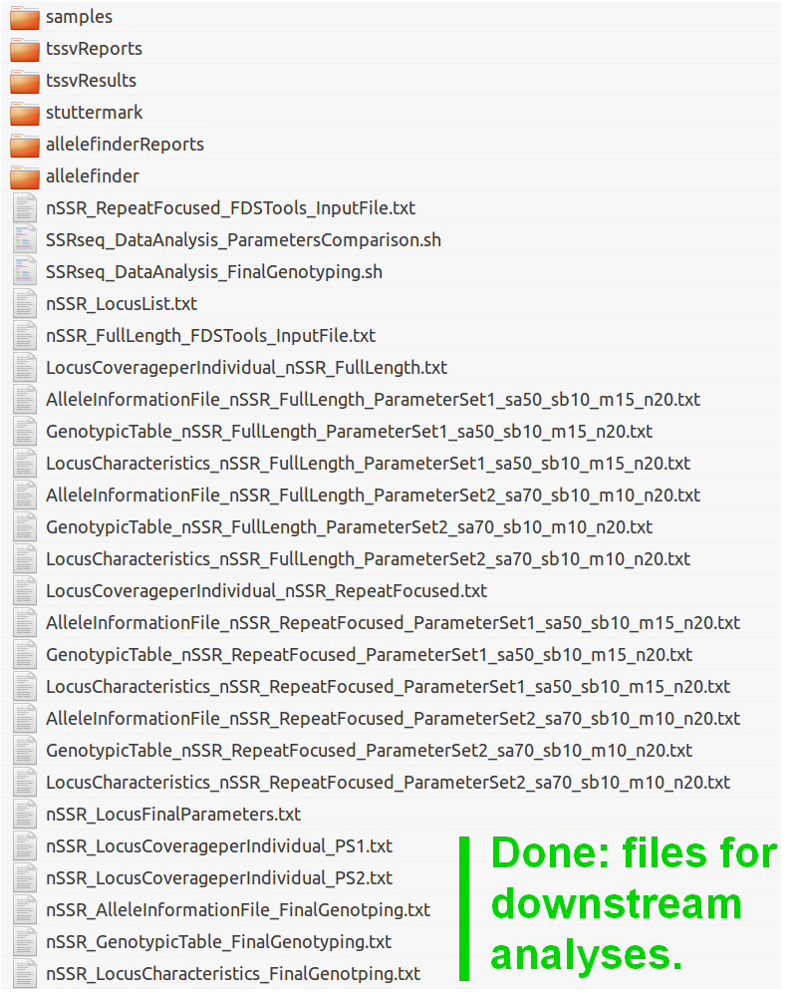 samples
tssvReports
tssvResults
stuttermark
allelefinderReports
allelefinder
nSSR_RepeatFocused_FDSTools_InputFile.txt
SSRseq_DataAnalysis_ParametersComparison.sh
SSRseq_DataAnalysis_FinalGenotyping.sh
nSSR_LocusList.txt
nSSR_FullLength_FDSTools_InputFile.txt
LocusCoverageperIndividual_nSSR_FullLength.txt
AlleleInformationFile_nSSR_FullLength_ParameterSet1_sa50_sb10_m15_n20.txt
GenotypicTable_nSSR_FullLength_ParameterSet1_sa50_sb10_m15_n20.txt
LocusCharacteristics_nSSR_FullLength_ParameterSet1_sa50_sb10_m15_n20.txt
AlleleInformationFile_nSSR_FullLength_ParameterSet2_sa70_sb10_m10_n20.txt
GenotypicTable_nSSR_FullLength_ParameterSet2_sa70_sb10_m10_n20.txt
LocusCharacteristics_nSSR_FullLength_ParameterSet2_sa70_sb10_m10_n20.txt
LocusCoverageperIndividual_nSSR_RepeatFocused.txt
AlleleInformationFile_nSSR_RepeatFocused_ParameterSet1_sa50_sb10_m15_n20.txt
GenotypicTable_nSSR_RepeatFocused_ParameterSet1_sa50_sb10_m15_n20.txt
LocusCharacteristics_nSSR_RepeatFocused_ParameterSet1_sa50_sb10_m15_n20.txt
AlleleInformationFile_nSSR_RepeatFocused_ParameterSet2_sa70_sb10_m10_n20.txt
GenotypicTable_nSSR_RepeatFocused_ParameterSet2_sa70_sb10_m10_n20.txt
LocusCharacteristics_nSSR_RepeatFocused_ParameterSet2_sa70_sb10_m10_n20.txt
nSSR_LocusFinalParameters.txt
nSSR_LocusCoverageperIndividual_PS1.txt
nSSR_LocusCoverageperIndividual_PS2.txt
nSSR_AlleleInformationFile_FinalGenotping.txt
nSSR_GenotypicTable_FinalGenotyping.txt
nSSR_LocusCharacteristics_FinalGenotping.txt
Done: files for
downstream
analyses.